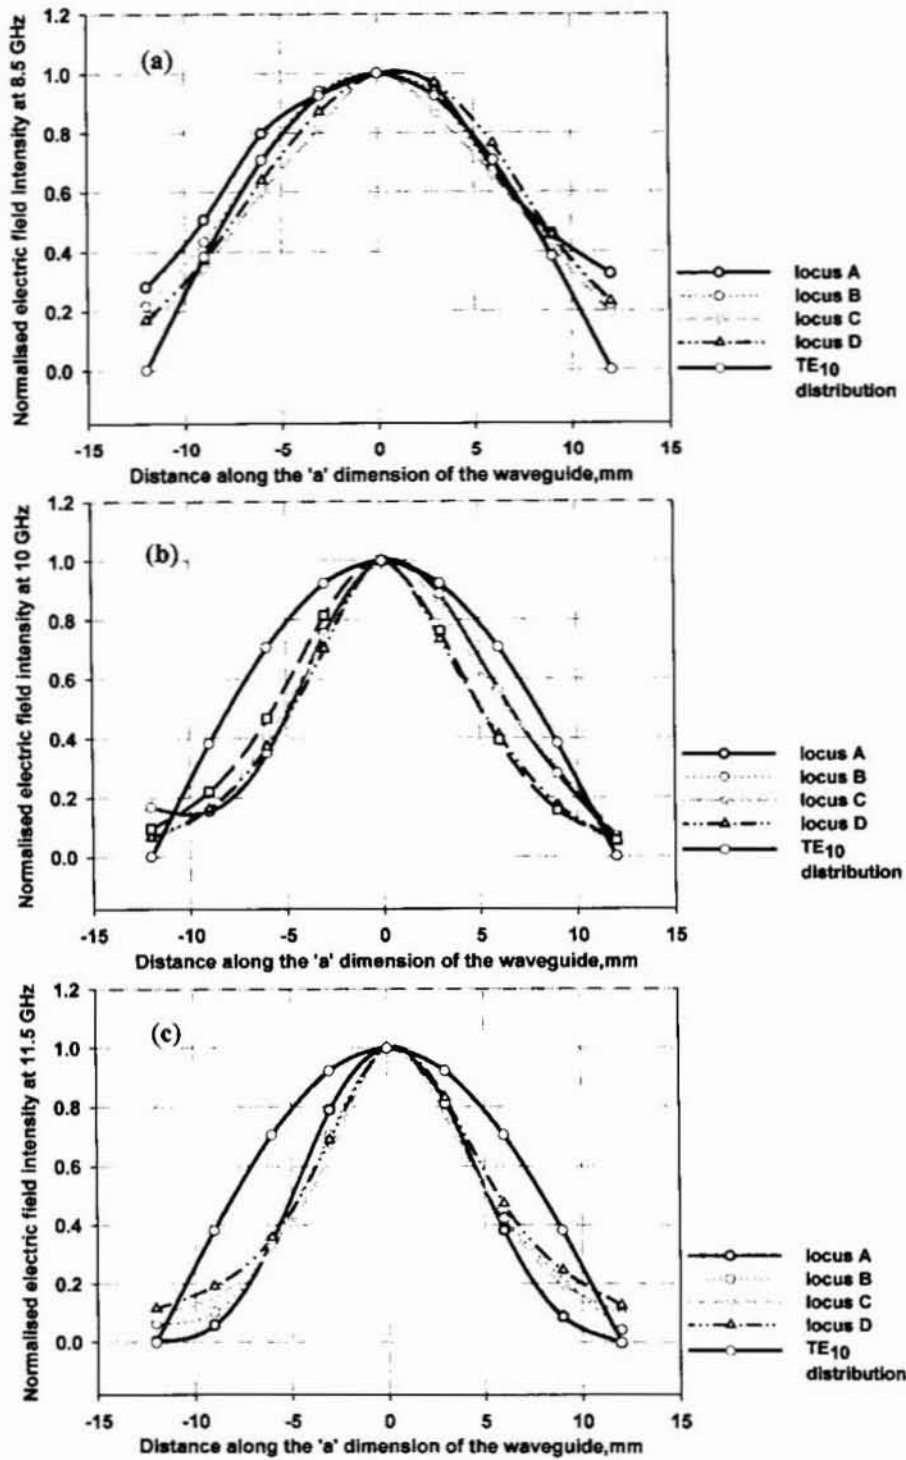 Normalised electric field intensity at 8.5 GHz
1.2
1.0
0.8
0.6
0.4
0.2
0.0
(a)
-15
-10
-5
0
5
10
15
Distance along the 'a' dimension of the waveguide,mm
locus A
locus B
locus C
locus D
TE10
distribution
Normalised electric field intensity at 10 GHz
1.2
1.0
0.8
0.6
0.4
0.2
0.0
(b)
-15
-10
-5
0
5
10
15
Distance along the 'a' dimension of the waveguide,mm
locus A
locus B
locus C
locus D
TE10
distribution
Normalised electric field intensity at 11.5 GHz
1.2
1.0
0.8
0.6
0.4
0.2
0.0
(c)
-15
-10
-5
0
5
10
15
Distance along the 'a' dimension of the waveguide,mm
locus A
locus B
locus C
locus D
TE10
distribution